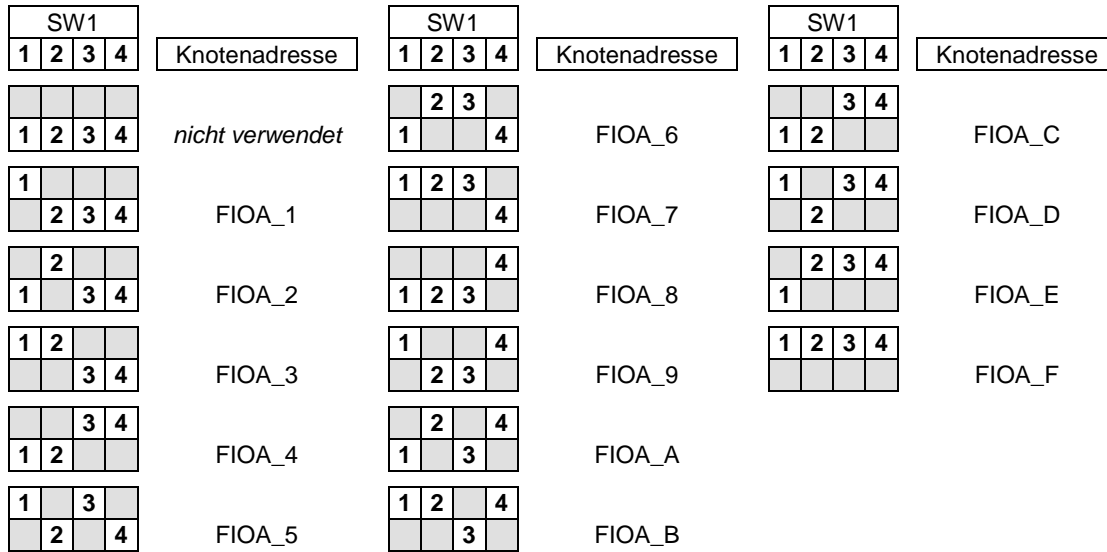 SW1 SW1 SW1
1 2 3 4 Knotenadresse 1 2 3 4 Knotenadresse 1 2 3 4 Knotenadresse
2 3 3 4
1 2 3 4 nicht verwendet 1 4 FIOA_6 1 2 FIOA_C
1 1 2 3 1 3 4
2 3 4 FIOA_1 4 FIOA_7 2 FIOA_D
2 4 2 3 4
1 3 4 FIOA_2 1 2 3 FIOA_8 1 FIOA_E
1 2 1 4 1 2 3 4
3 4 FIOA_3 2 3 FIOA_9 FIOA_F
3 4 2 4
1 2 FIOA_4 1 3 FIOA_A
1 3 1 2 4
2 4 FIOA_5 3 FIOA_B